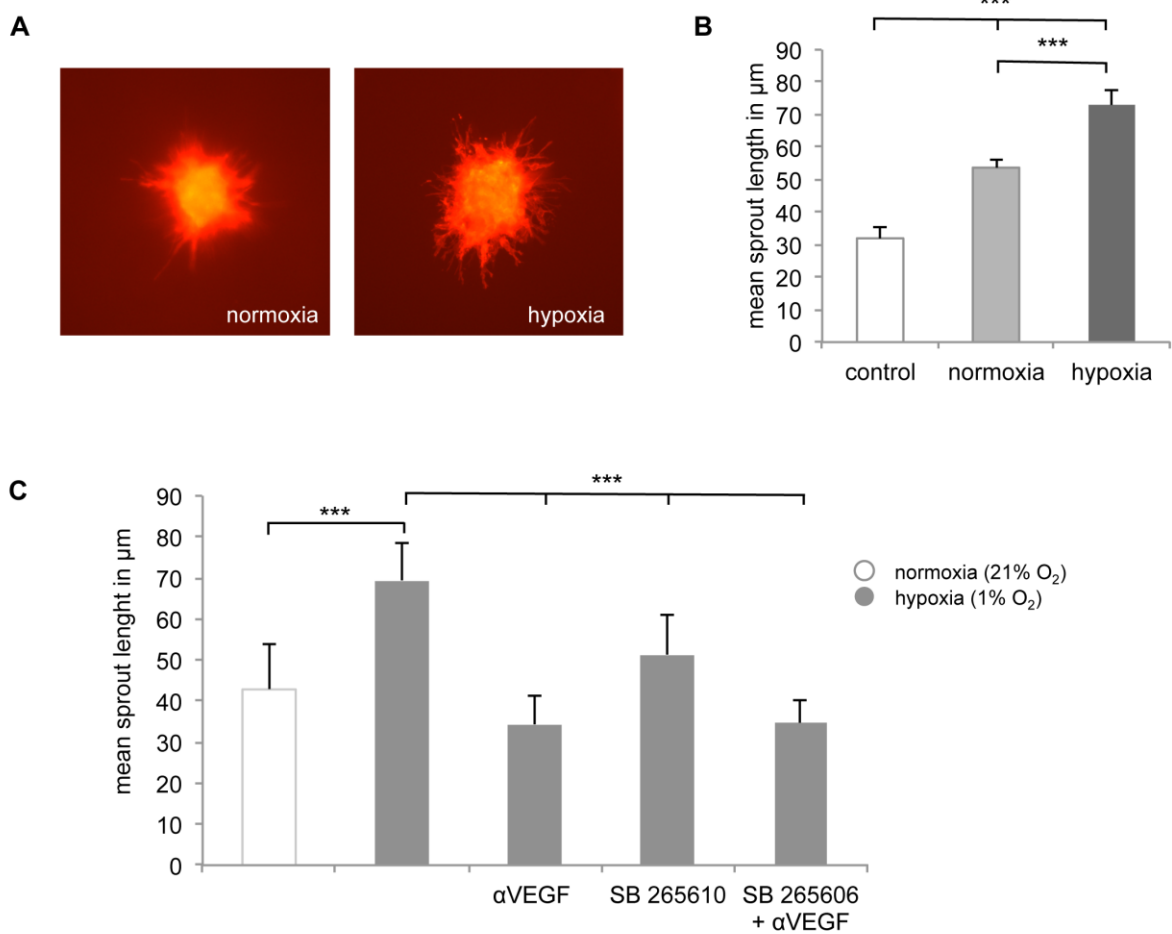 A
normoxia
hypoxia
B
***
***
mean sprout length in µm
90
80
70
60
50
40
30
20
10
0
control normoxia hypoxia
C
***
***
mean sprout lenght in µm
90
80
70
60
50
40
30
20
10
0
αVEGF SB 265610 SB 265606
+ αVEGF
normoxia (21% O₂)
hypoxia (1% O₂)